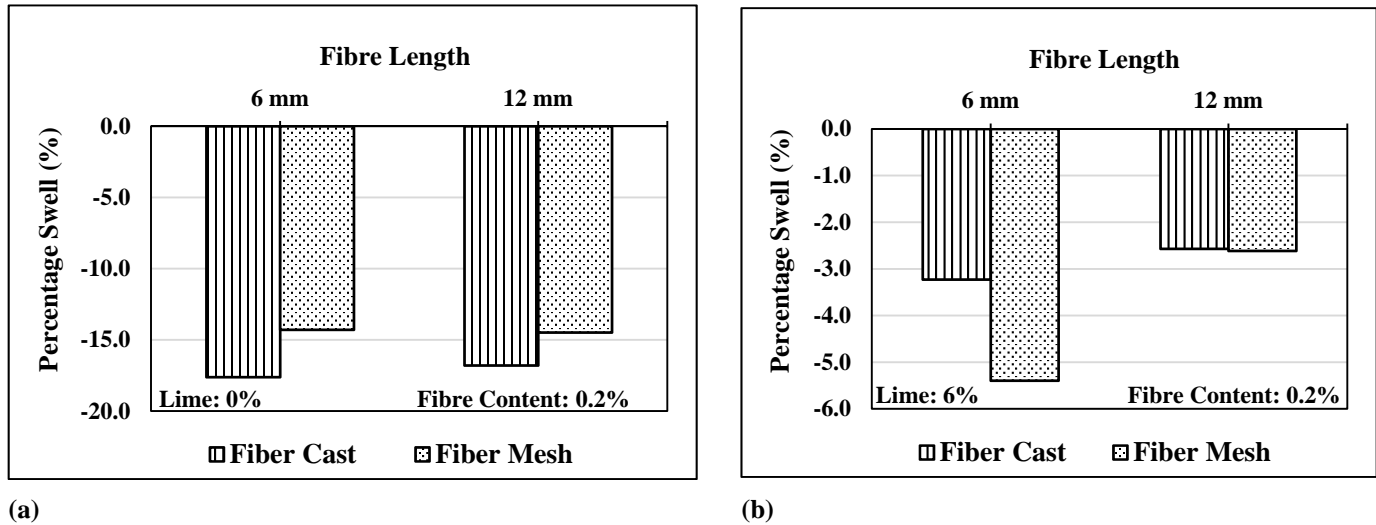 Fibre Length
6 mm 12 mm
0.0
-5.0
-10.0
-15.0
-20.0
Percentage Swell (%)
Lime: 0% Fibre Content: 0.2%
Fiber Cast Fiber Mesh
(a)
Fibre Length
6 mm 12 mm
0.0
-1.0
-2.0
-3.0
-4.0
-5.0
-6.0
Percentage Swell (%)
Lime: 6% Fibre Content: 0.2%
Fiber Cast Fiber Mesh
(b)